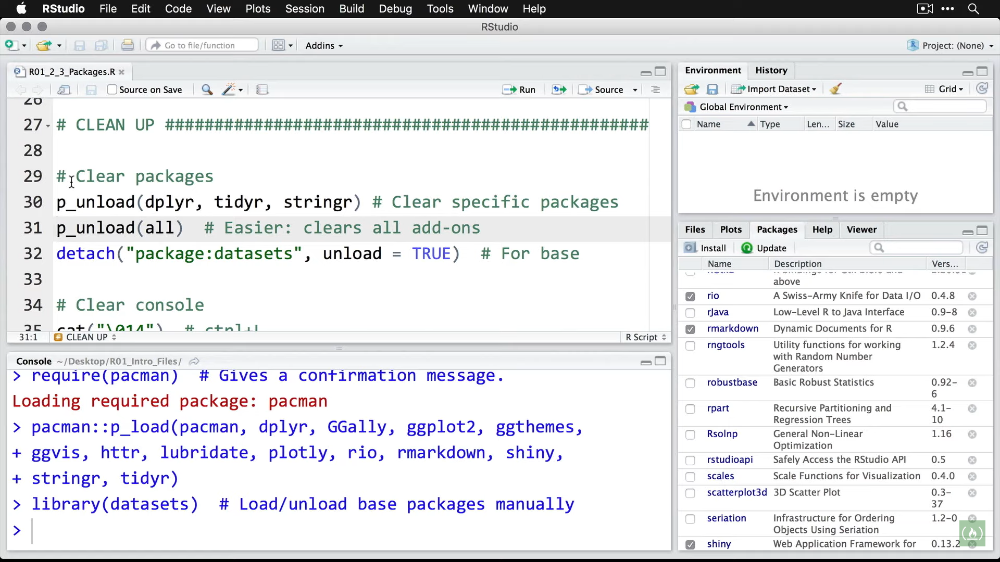 RStudio File Edit Code View Plots Session Build Debug Tools Window Help
RStudio
Go to file/function Addins Project: (None)
R01_2_3_Packages.R
Source on Save Run Source
26
27 # CLEAN UP #################################################
28
29 # Clear packages
30 p_unload(dplyr, tidyr, stringr) # Clear specific packages
31 p_unload(all)  # Easier: clears all add-ons
32 detach("package:datasets", unload = TRUE)  # For base
33
34 # Clear console
35 cat("\014")  # ctrl+L
31:1 # CLEAN UP R Script
Console ~/Desktop/R01_Intro_Files/
> require(pacman)  # Gives a confirmation message.
Loading required package: pacman
> pacman::p_load(pacman, dplyr, GGally, ggplot2, ggthemes,
+ ggvis, httr, lubridate, plotly, rio, rmarkdown, shiny,
+ stringr, tidyr)
> library(datasets)  # Load/unload base packages manually
>
Environment History
Import Dataset Grid
Global Environment
Name Type Len... Size Value
Environment is empty
Files Plots Packages Help Viewer
Install Update
Name Description Vers...
above
rio A Swiss-Army Knife for Data I/O 0.4.8
rJava Low-Level R to Java Interface 0.9-8
rmarkdown Dynamic Documents for R 0.9.6
rngtools Utility functions for working 1.2.4
with Random Number
Generators
robustbase Basic Robust Statistics 0.92-
6
rpart Recursive Partitioning and 4.1-
Regression Trees 10
Rsolnp General Non-Linear 1.16
Optimization
rstudioapi Safely Access the RStudio API 0.5
scales Scale Functions for Visualization 0.4.0
scatterplot3d 3D Scatter Plot 0.3-
37
seriation Infrastructure for Ordering 1.2-0
Objects Using Seriation
shiny Web Application Framework for 0.13.2